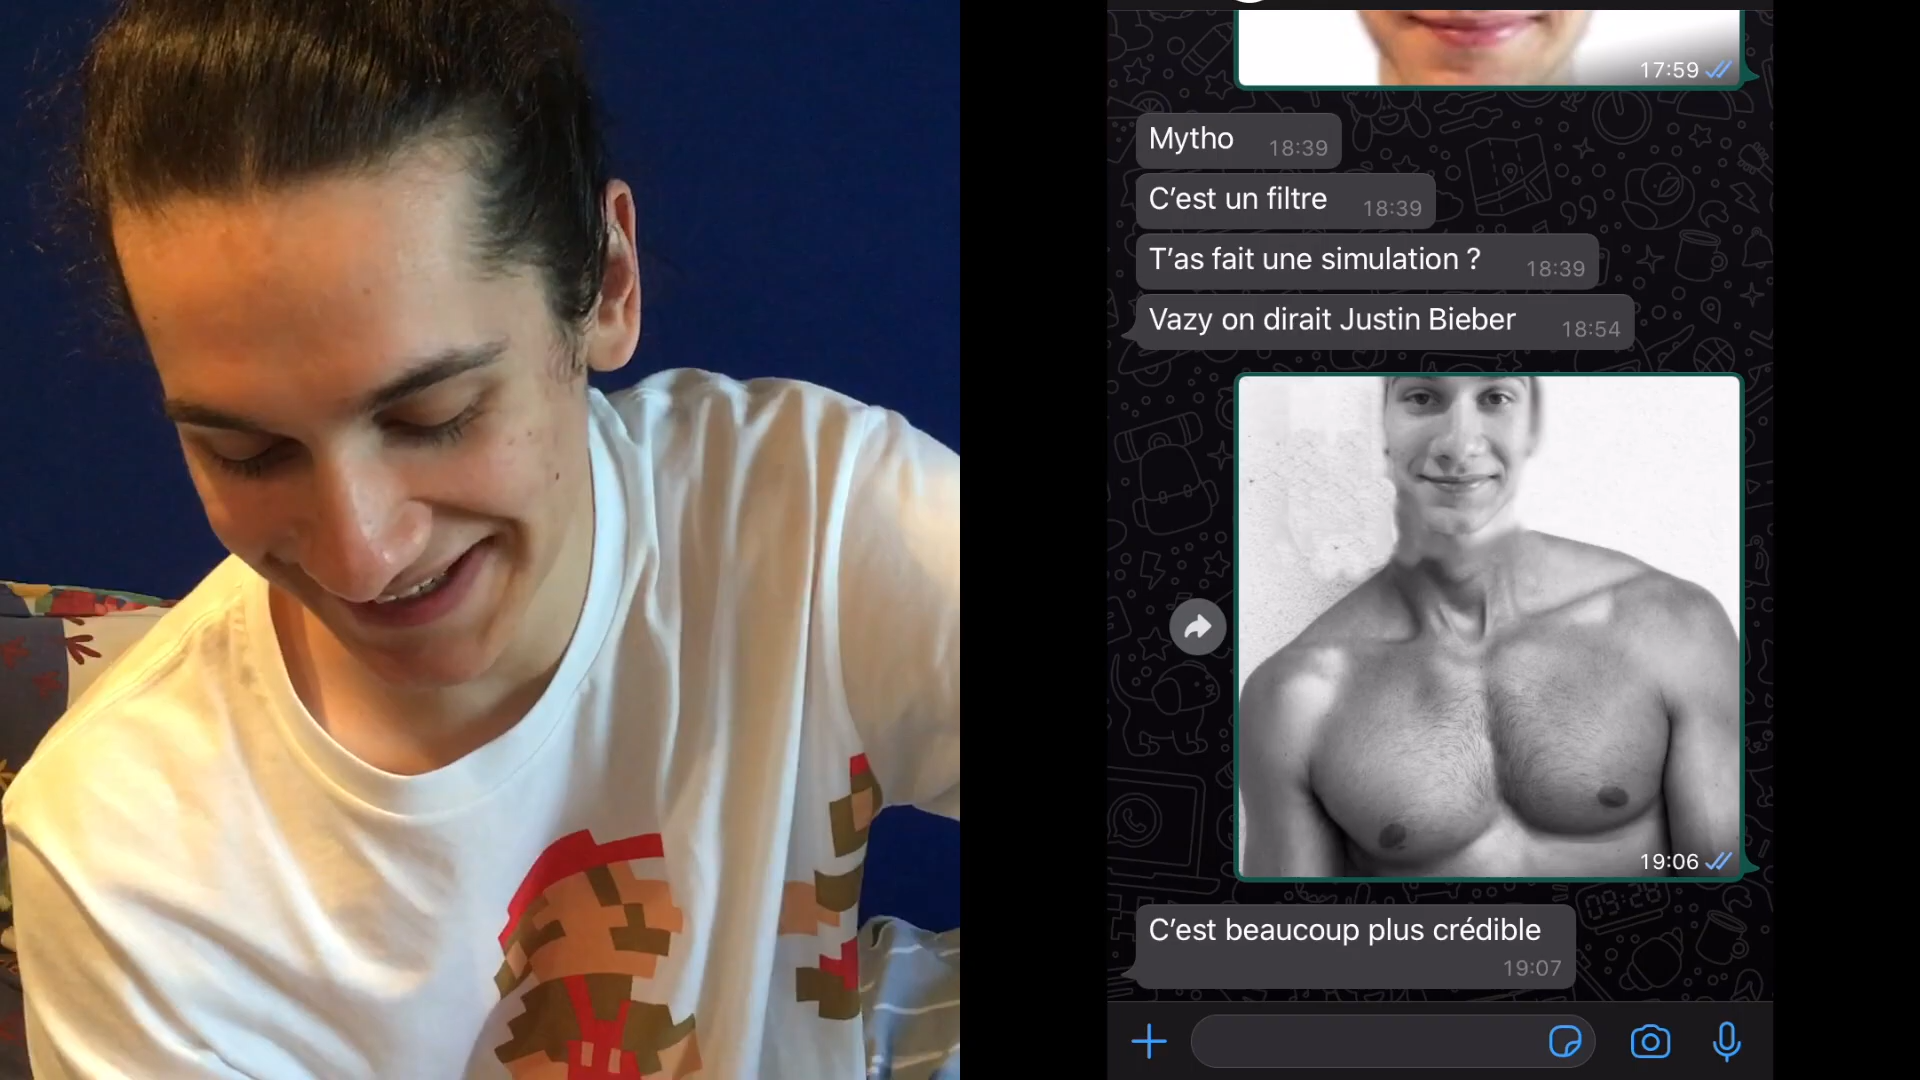 17:59
Mytho 18:39
C’est un filtre 18:39
T’as fait une simulation ? 18:39
Vazy on dirait Justin Bieber 18:54
19:06
C’est beaucoup plus crédible
19:07